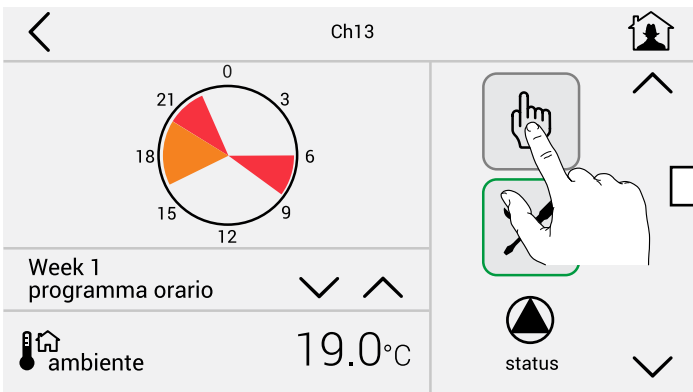 Ch13
0
21 3
18 6
15 9
12
Week 1
programma orario
ambiente
19.0°C
status